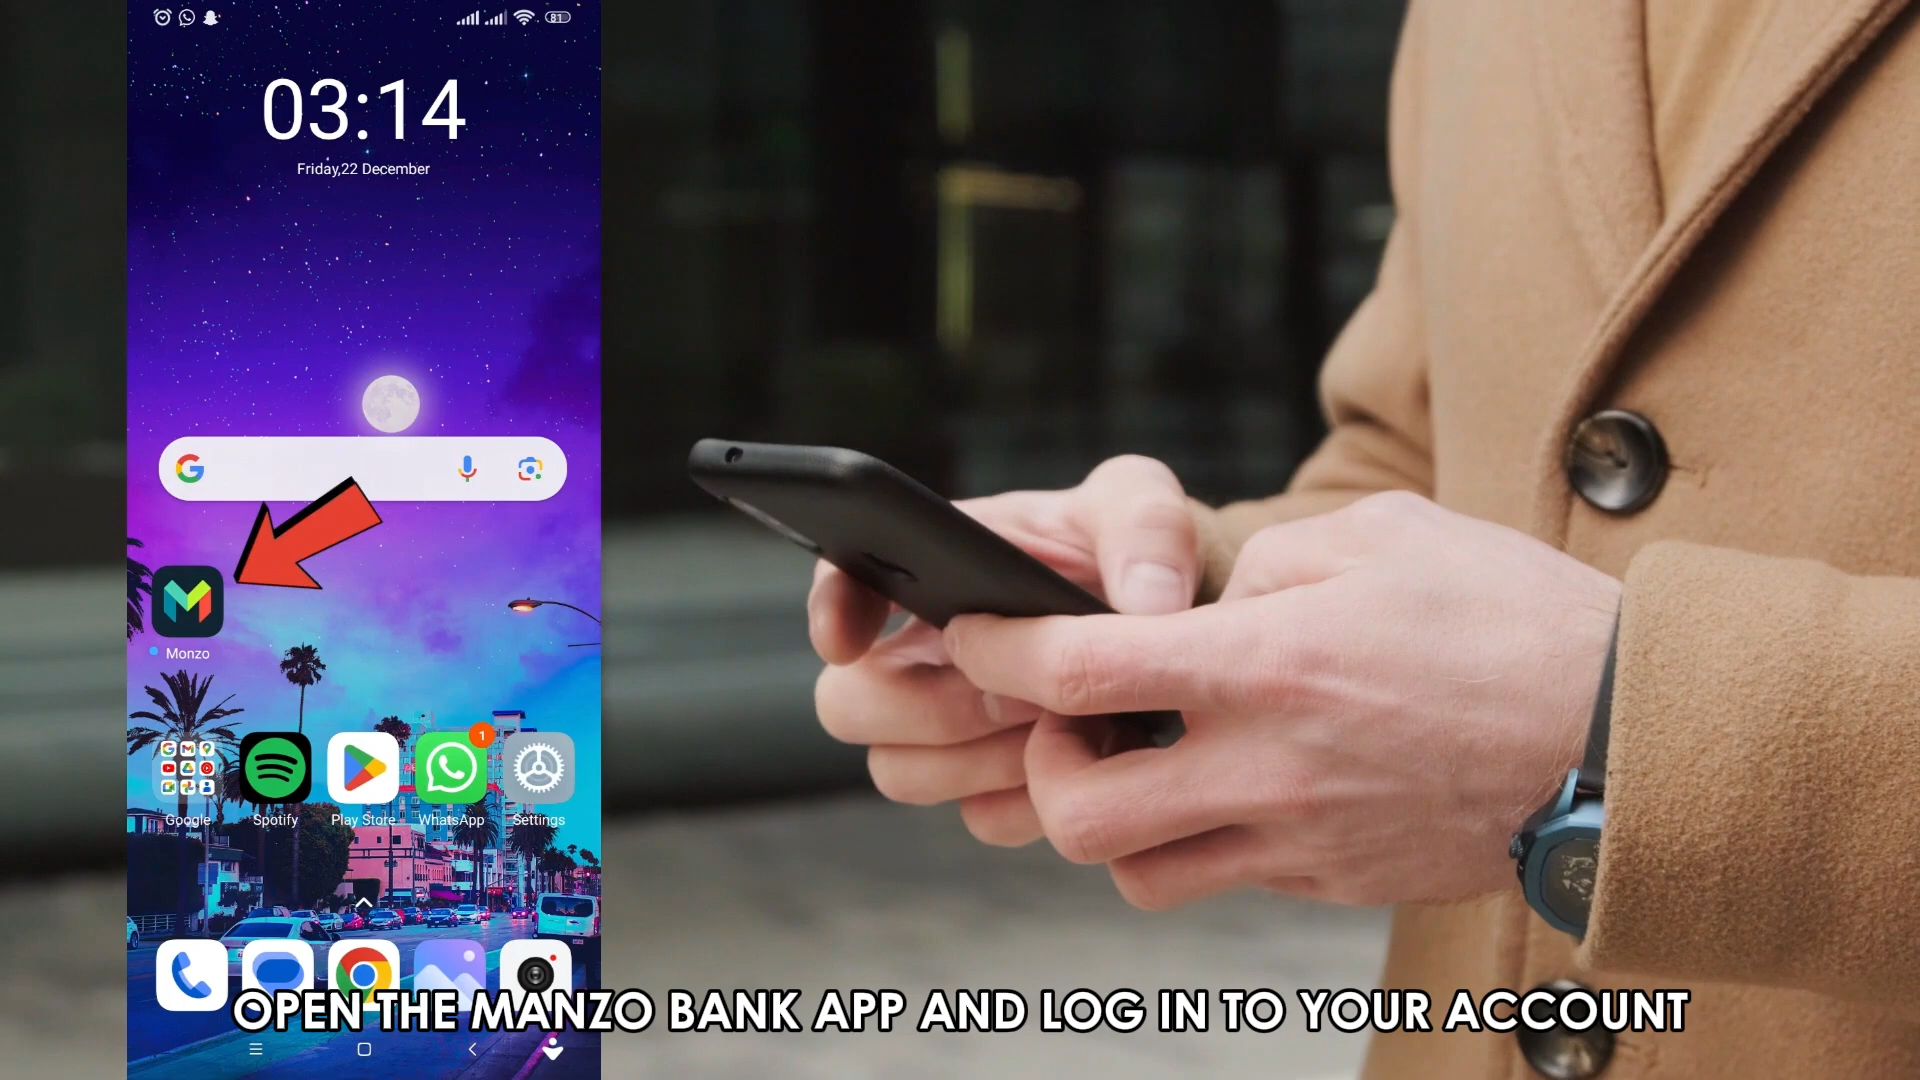 81
03:14
Friday,22 December
Monzo
1
Google
Spotify
Play Store
WhatsApp
Settings
OPEN THE MANZO BANK APP AND LOG IN TO YOUR ACCOUNT